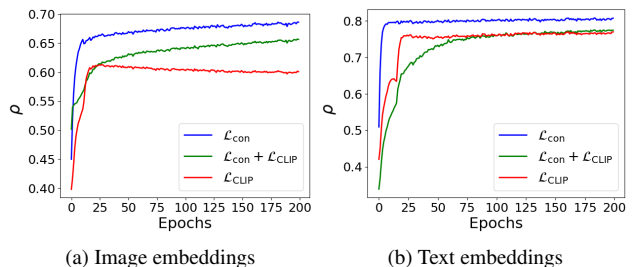 0.70
0.65
0.60
0.55
0.50
0.45
0.40
ρ
0 25 50 75 100 125 150 175 200
Epochs
ℒcon
ℒcon + ℒCLIP
ℒCLIP
(a) Image embeddings
0.8
0.7
0.6
0.5
0.4
ρ
0 25 50 75 100 125 150 175 200
Epochs
ℒcon
ℒcon + ℒCLIP
ℒCLIP
(b) Text embeddings